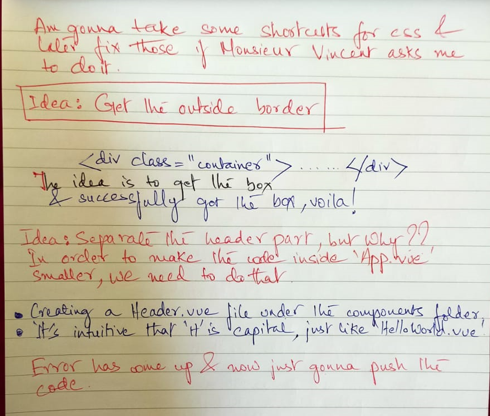 Am gonna take some shortcuts for css &
later fix those if Monsieur Vincent asks me
to do it.
Idea: Get the outside border
<div class="container"> ...... </div>
The idea is to get the box
& successfully got the box, voila!
Idea: Separate the header part, but why??
In order to make the code inside 'App.vue'
smaller, we need to do that.
• Creating a Header.vue file under the components folder,
• It's intuitive that 'H' is capital, just like HelloWorld.vue
Error has come up & now just gonna push the
code.